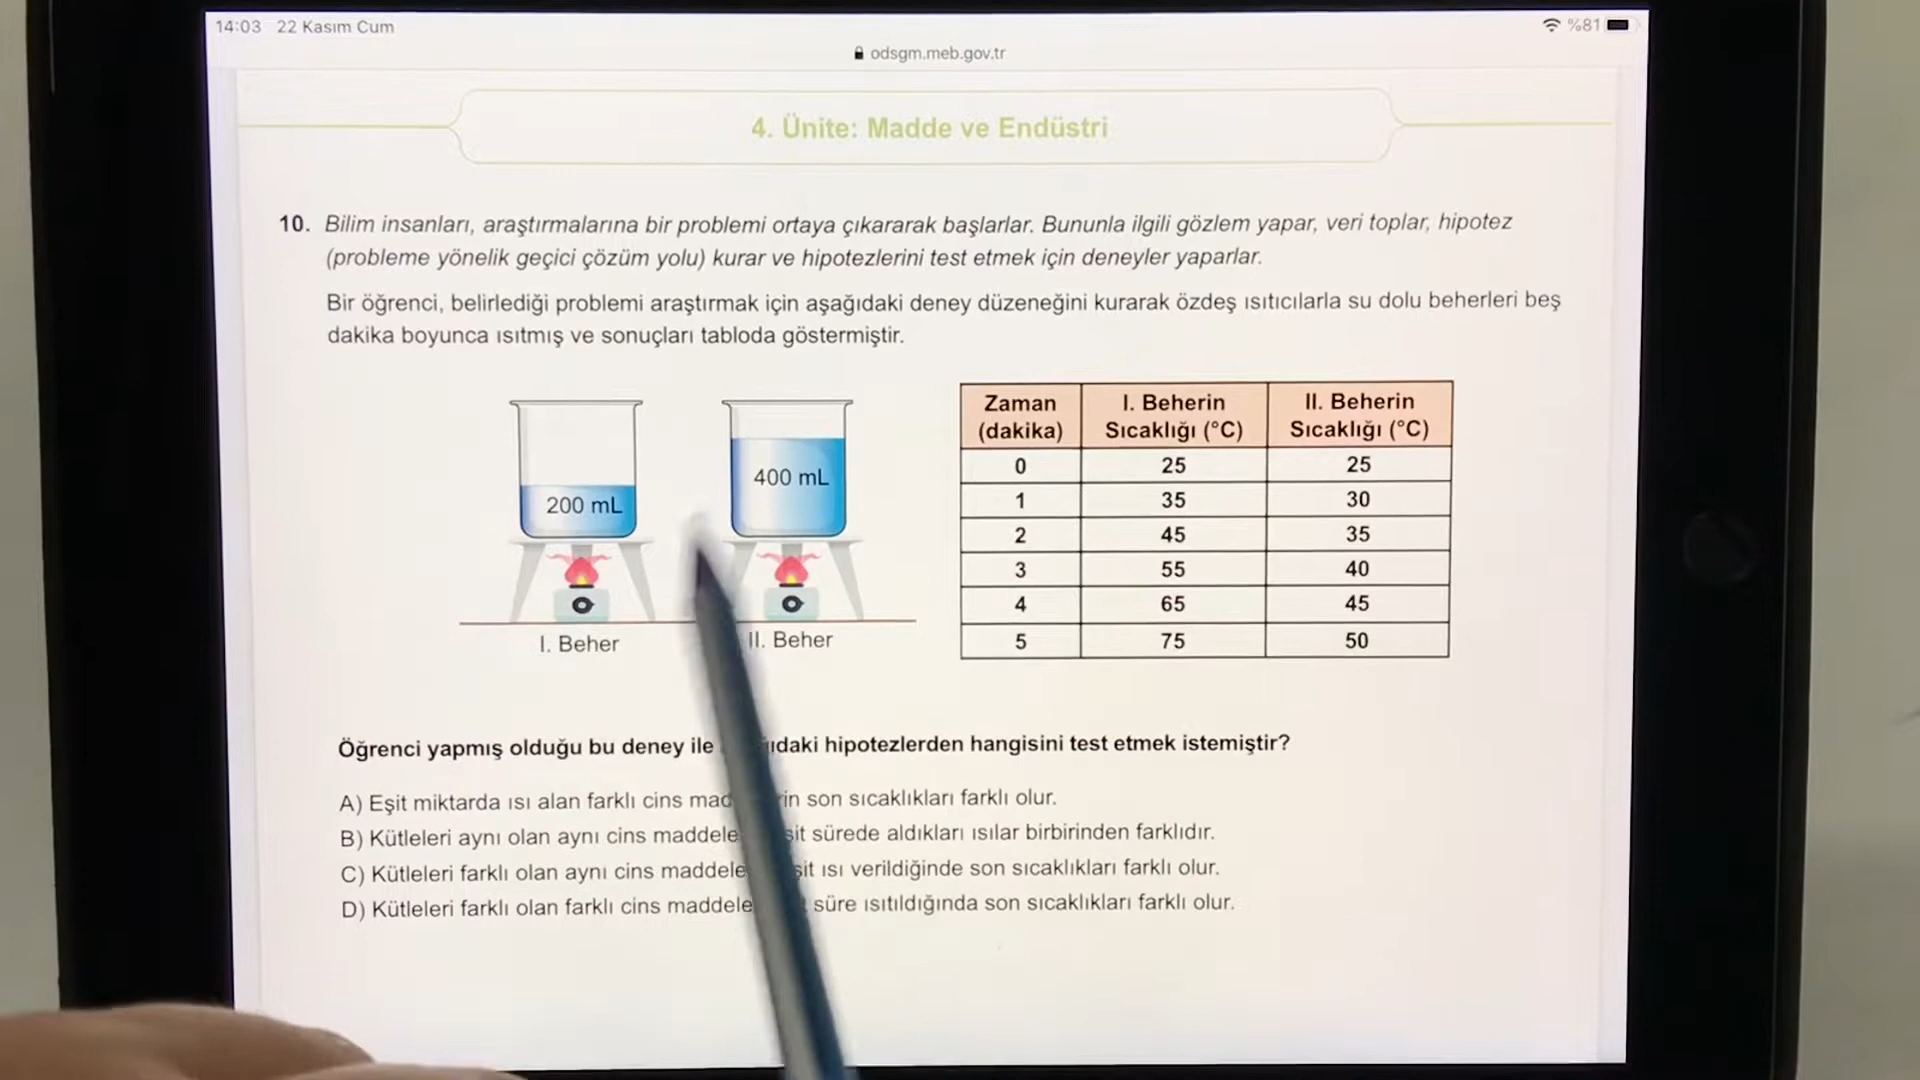 14:03 22 Kasım Cum
%81
odsgm.meb.gov.tr
4. Ünite: Madde ve Endüstri
10. Bilim insanları, araştırmalarına bir problemi ortaya çıkararak başlarlar. Bununla ilgili gözlem yapar, veri toplar, hipotez
(probleme yönelik geçici çözüm yolu) kurar ve hipotezlerini test etmek için deneyler yaparlar.
Bir öğrenci, belirlediği problemi araştırmak için aşağıdaki deney düzeneğini kurarak özdeş ısıtıcılarla su dolu beherleri beş
dakika boyunca ısıtmış ve sonuçları tabloda göstermiştir.
200 mL
400 mL
I. Beher
II. Beher
Zaman (dakika) I. Beherin Sıcaklığı (°C) II. Beherin Sıcaklığı (°C)
0 25 25
1 35 30
2 45 35
3 55 40
4 65 45
5 75 50
Öğrenci yapmış olduğu bu deney ile hipotezlerden hangisini test etmek istemiştir?
A) Eşit miktarda ısı alan farklı cins son sıcaklıkları farklı olur.
B) Kütleleri aynı olan aynı cins sürede aldıkları ısılar birbirinden farklıdır.
C) Kütleleri farklı olan aynı cins ısı verildiğinde son sıcaklıkları farklı olur.
D) Kütleleri farklı olan farklı cins süre ısıtıldığında son sıcaklıkları farklı olur.